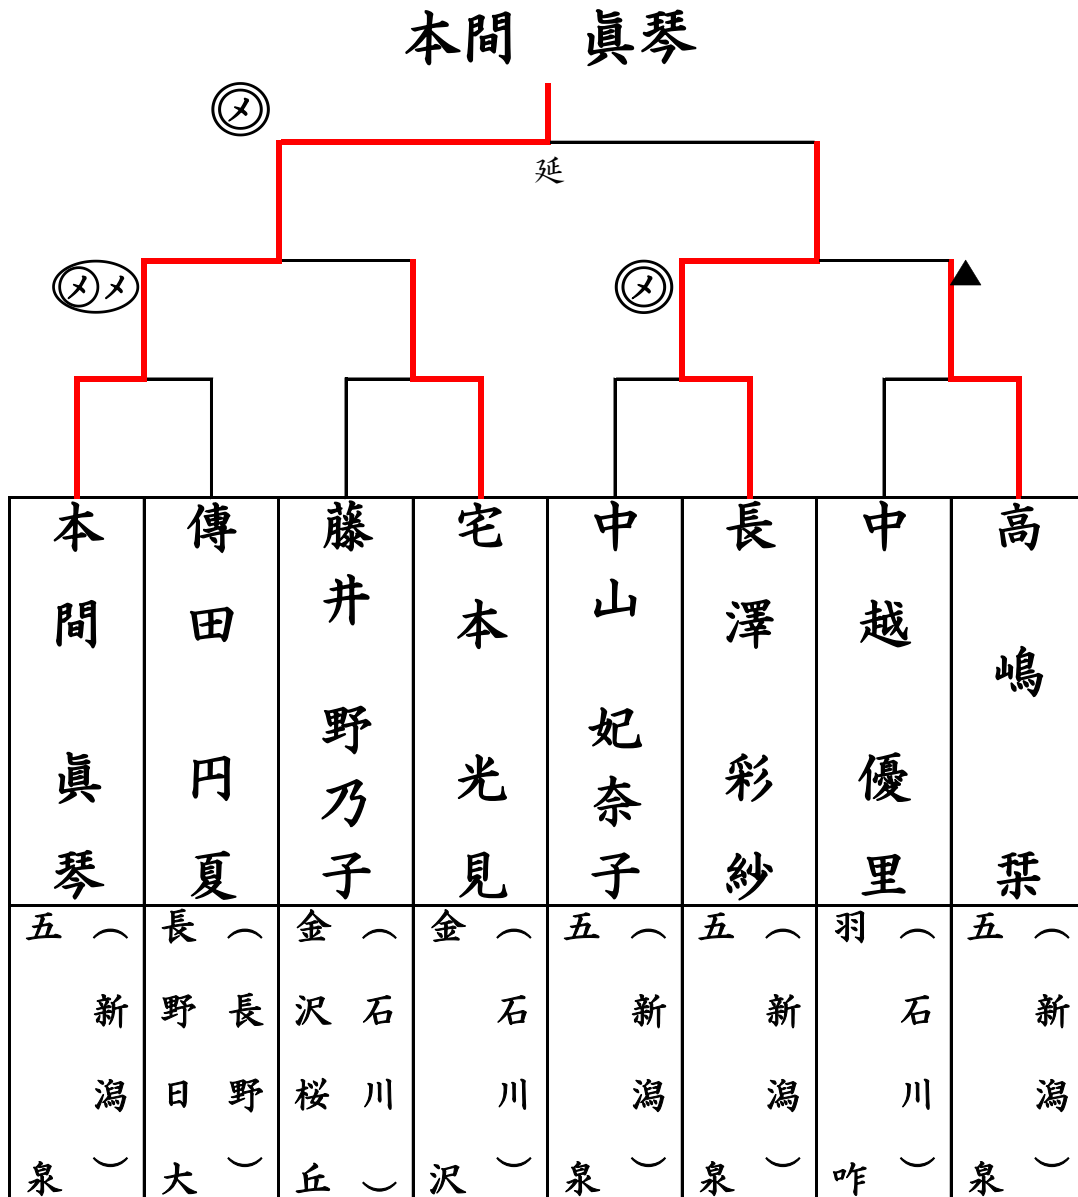 本間　眞琴
メ
延
メメ
メ
▲
本間　眞琴
傳田　円夏
藤井　野乃子
宅本　光見
中山　妃奈子
長澤　彩紗
中越　優里
高嶋　栞
（新潟）
五泉
（長野）
長野日大
（石川）
金沢桜丘
（石川）
金沢
（新潟）
五泉
（新潟）
五泉
（石川）
羽咋
（新潟）
五泉